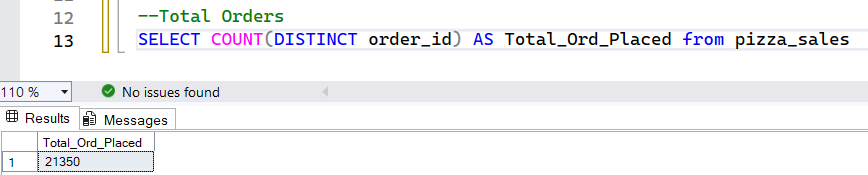 12
--Total Orders
13
SELECT COUNT(DISTINCT order_id) AS Total_Ord_Placed from pizza_sales
110 %
No issues found
Results
Messages
Total_Ord_Placed
1
21350